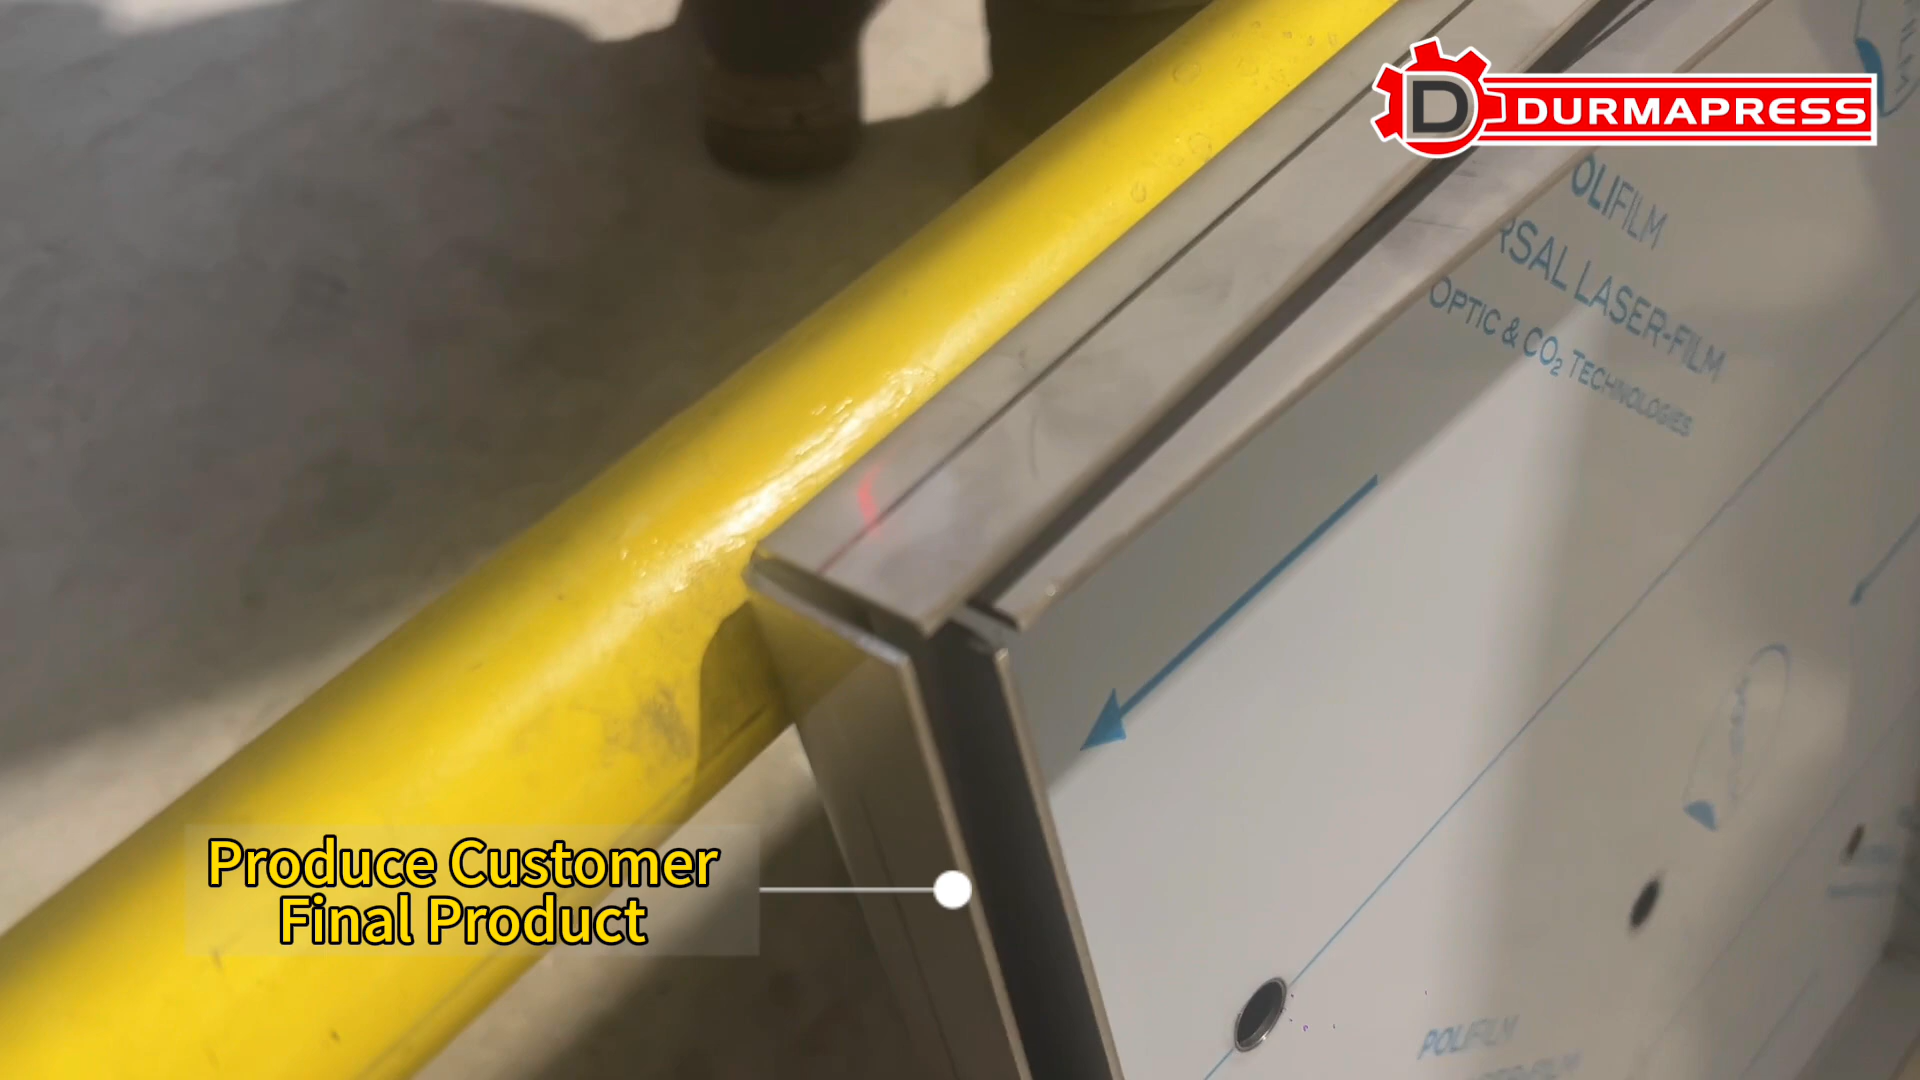 DURMAPRESS
OLIFILM
RSAL LASER-FILM
OPTIC & CO₂ TECHNOLOGIES
Produce Customer
Final Product
POLIFILM